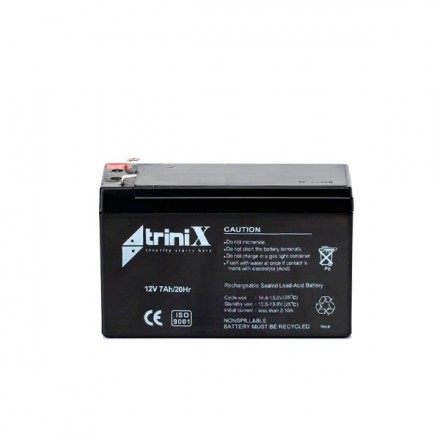 triniX
security starts here
12V 7Ah/20Hr
CE
ISO
9001
CAUTION
Do not incinerate.
Do not short the battery terminals.
Do not charge in a gas tight container.
Flush with water at once if contact is
made with electrolyte (Acid)
Pb
Rechargeable Sealed Lead-Acid Battery
Cycle use : 14.4-15.0V (25°C)
Standby use : 13.5-13.8V (25°C)
Initial current : less than 2.10A
NONSPILLABLE
BATTERY MUST BE RECYCLED